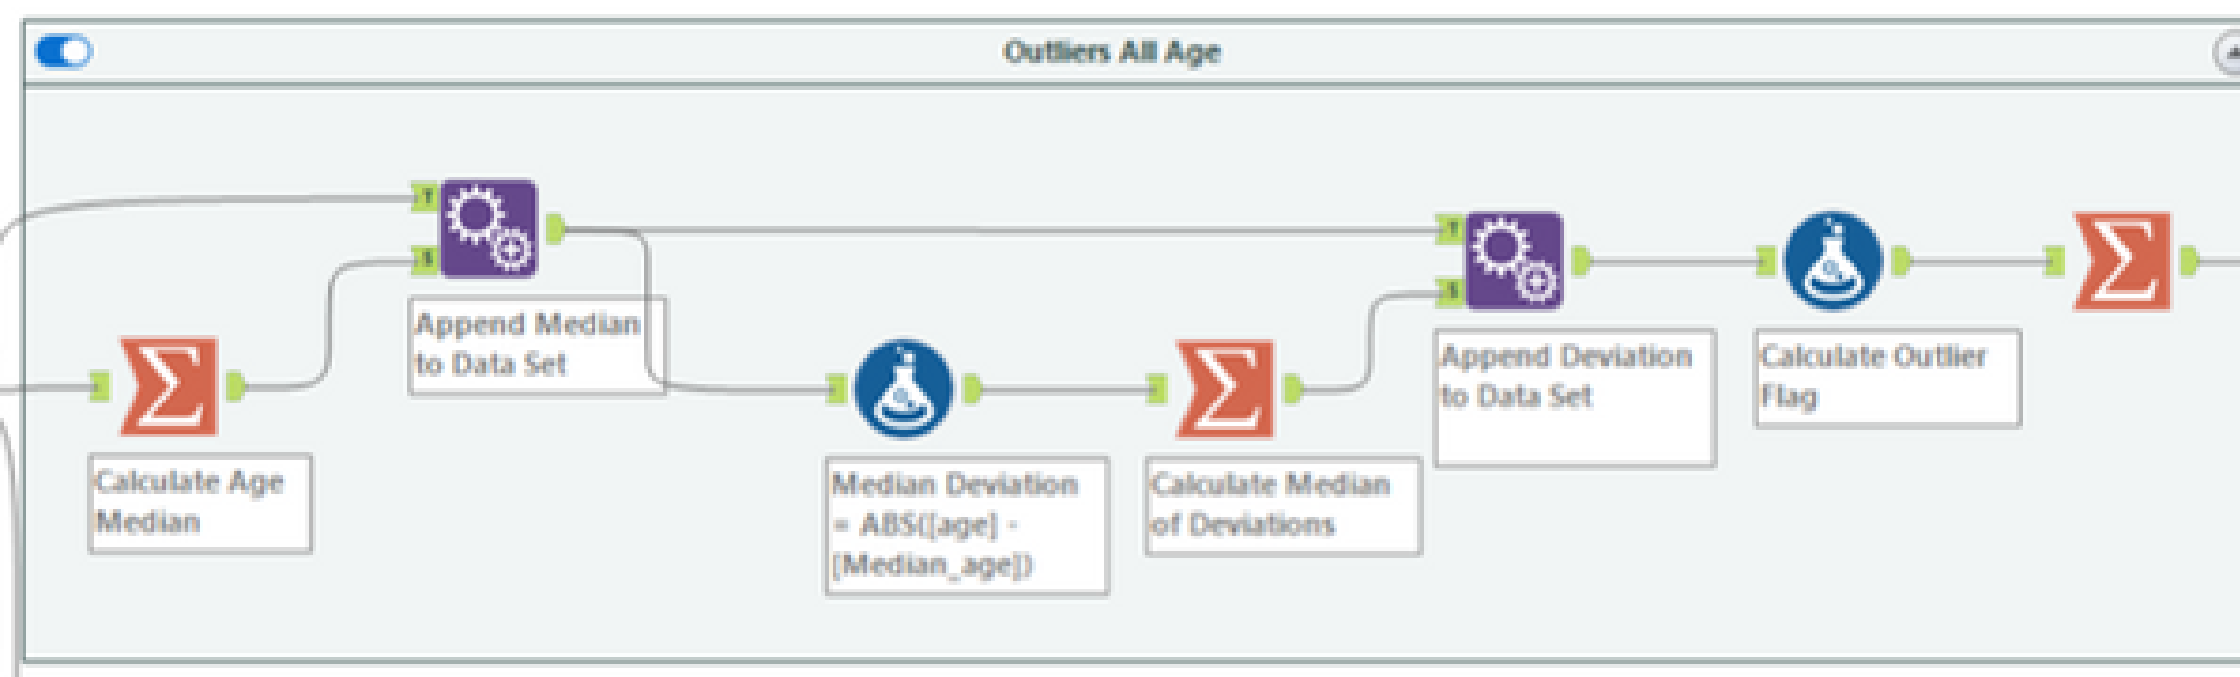 Outliers All Age
T
S
Append Median
to Data Set
Calculate Age
Median
Median Deviation
= ABS([age] -
[Median_age])
Calculate Median
of Deviations
T
S
Append Deviation
to Data Set
Calculate Outlier
Flag